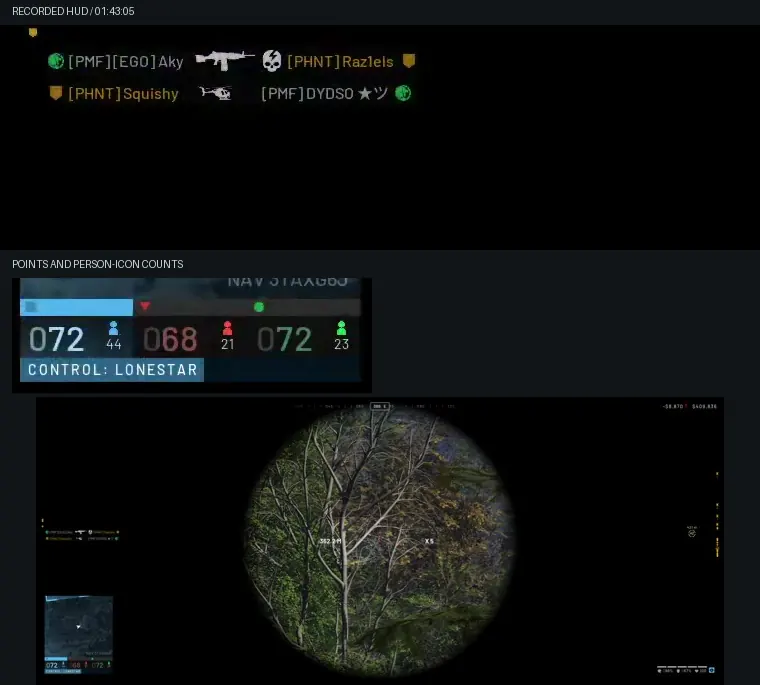 RECORDED HUD / 01:43:05
[PMF][EGO]Aky [PHNT]Raz1els
[PHNT]Squishy [PMF]DYDSO ★ツ
POINTS AND PERSON-ICON COUNTS
072 44 068 21 072 23
CONTROL: LONESTAR
X5
072 068 072